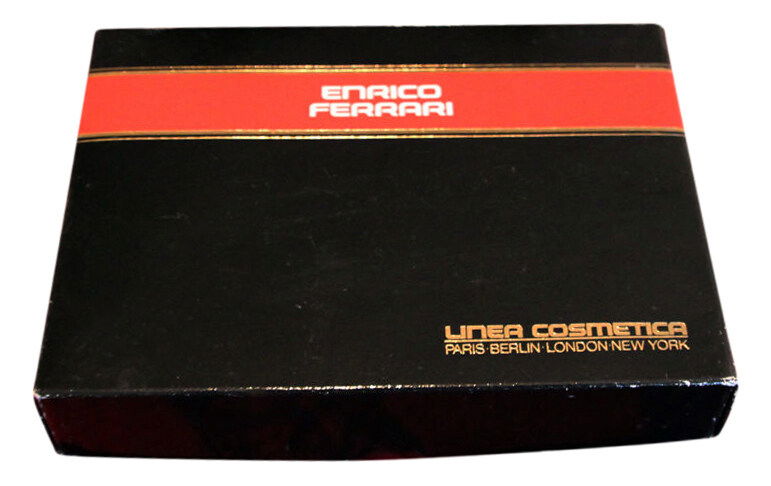 ENRICO
FERRARI
LINEA COSMETICA
PARIS·BERLIN·LONDON·NEW YORK